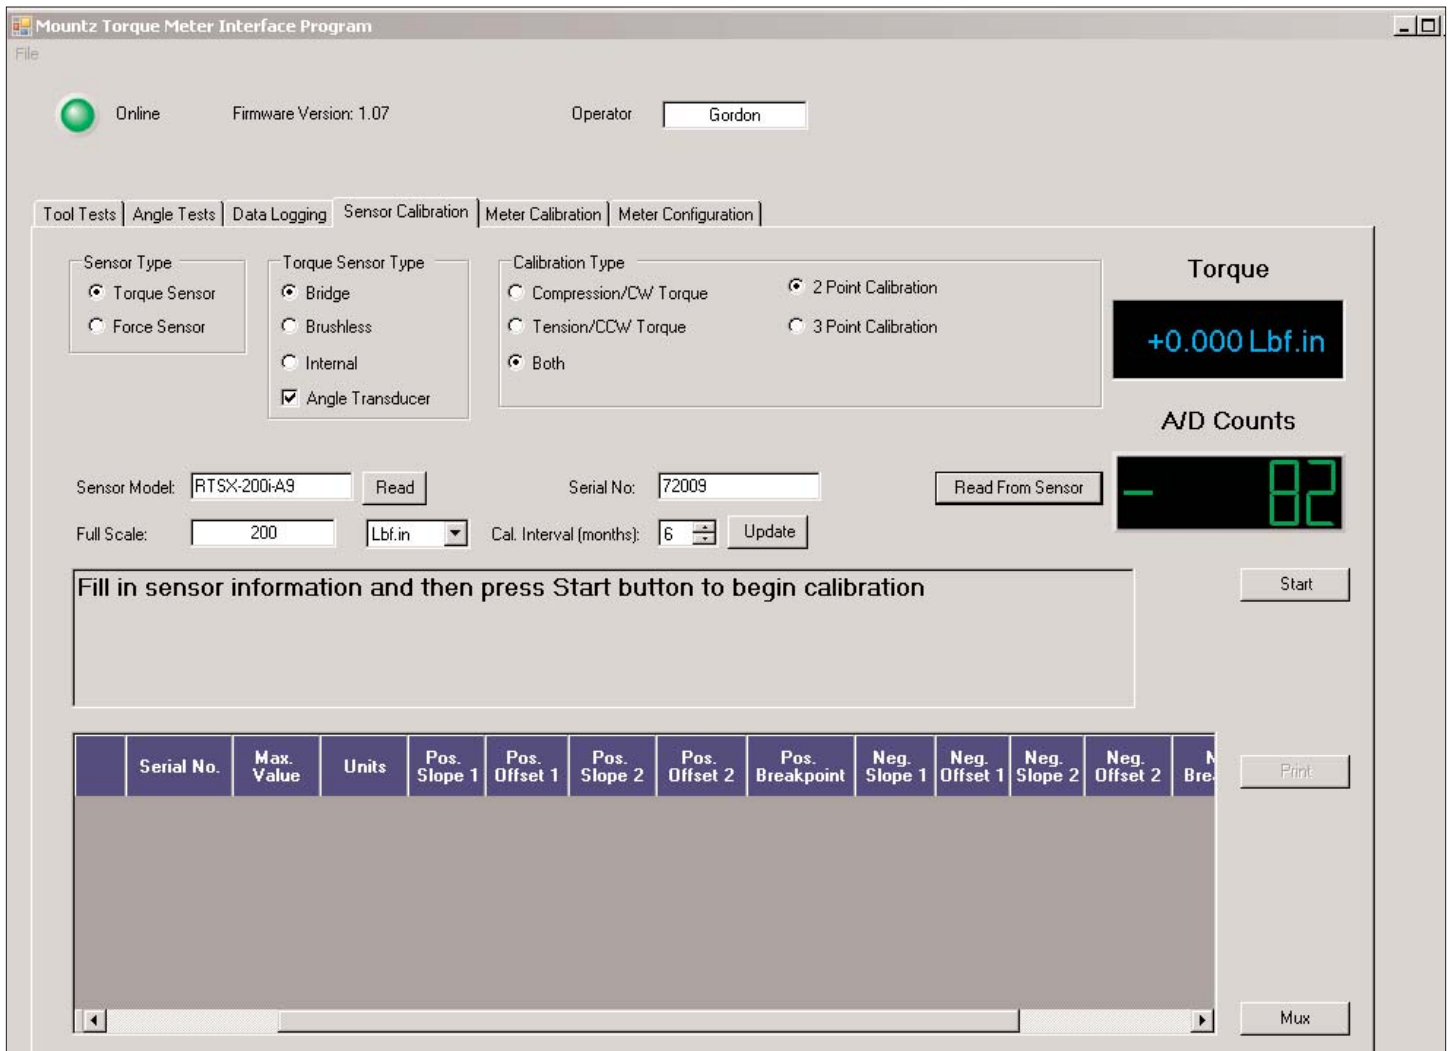 Mountz Torque Meter Interface Program
File
Online Firmware Version: 1.07 Operator Gordon
Tool Tests Angle Tests Data Logging Sensor Calibration Meter Calibration Meter Configuration
Sensor Type
Torque Sensor
Force Sensor
Torque Sensor Type
Bridge
Brushless
Internal
Angle Transducer
Calibration Type
Compression/CW Torque
Tension/CCW Torque
Both
2 Point Calibration
3 Point Calibration
Torque
+0.000 Lbf.in
A/D Counts
- 82
Sensor Model: RTSX-200i-A9 Read Serial No: 72009 Read From Sensor
Full Scale: 200 Lbf.in Cal. Interval (months): 6 Update
Fill in sensor information and then press Start button to begin calibration
Start
Serial No.
Max. Value
Units
Pos. Slope 1
Pos. Offset 1
Pos. Slope 2
Pos. Offset 2
Pos. Breakpoint
Neg. Slope 1
Neg. Offset 1
Neg. Slope 2
Neg. Offset 2
Print
Mux